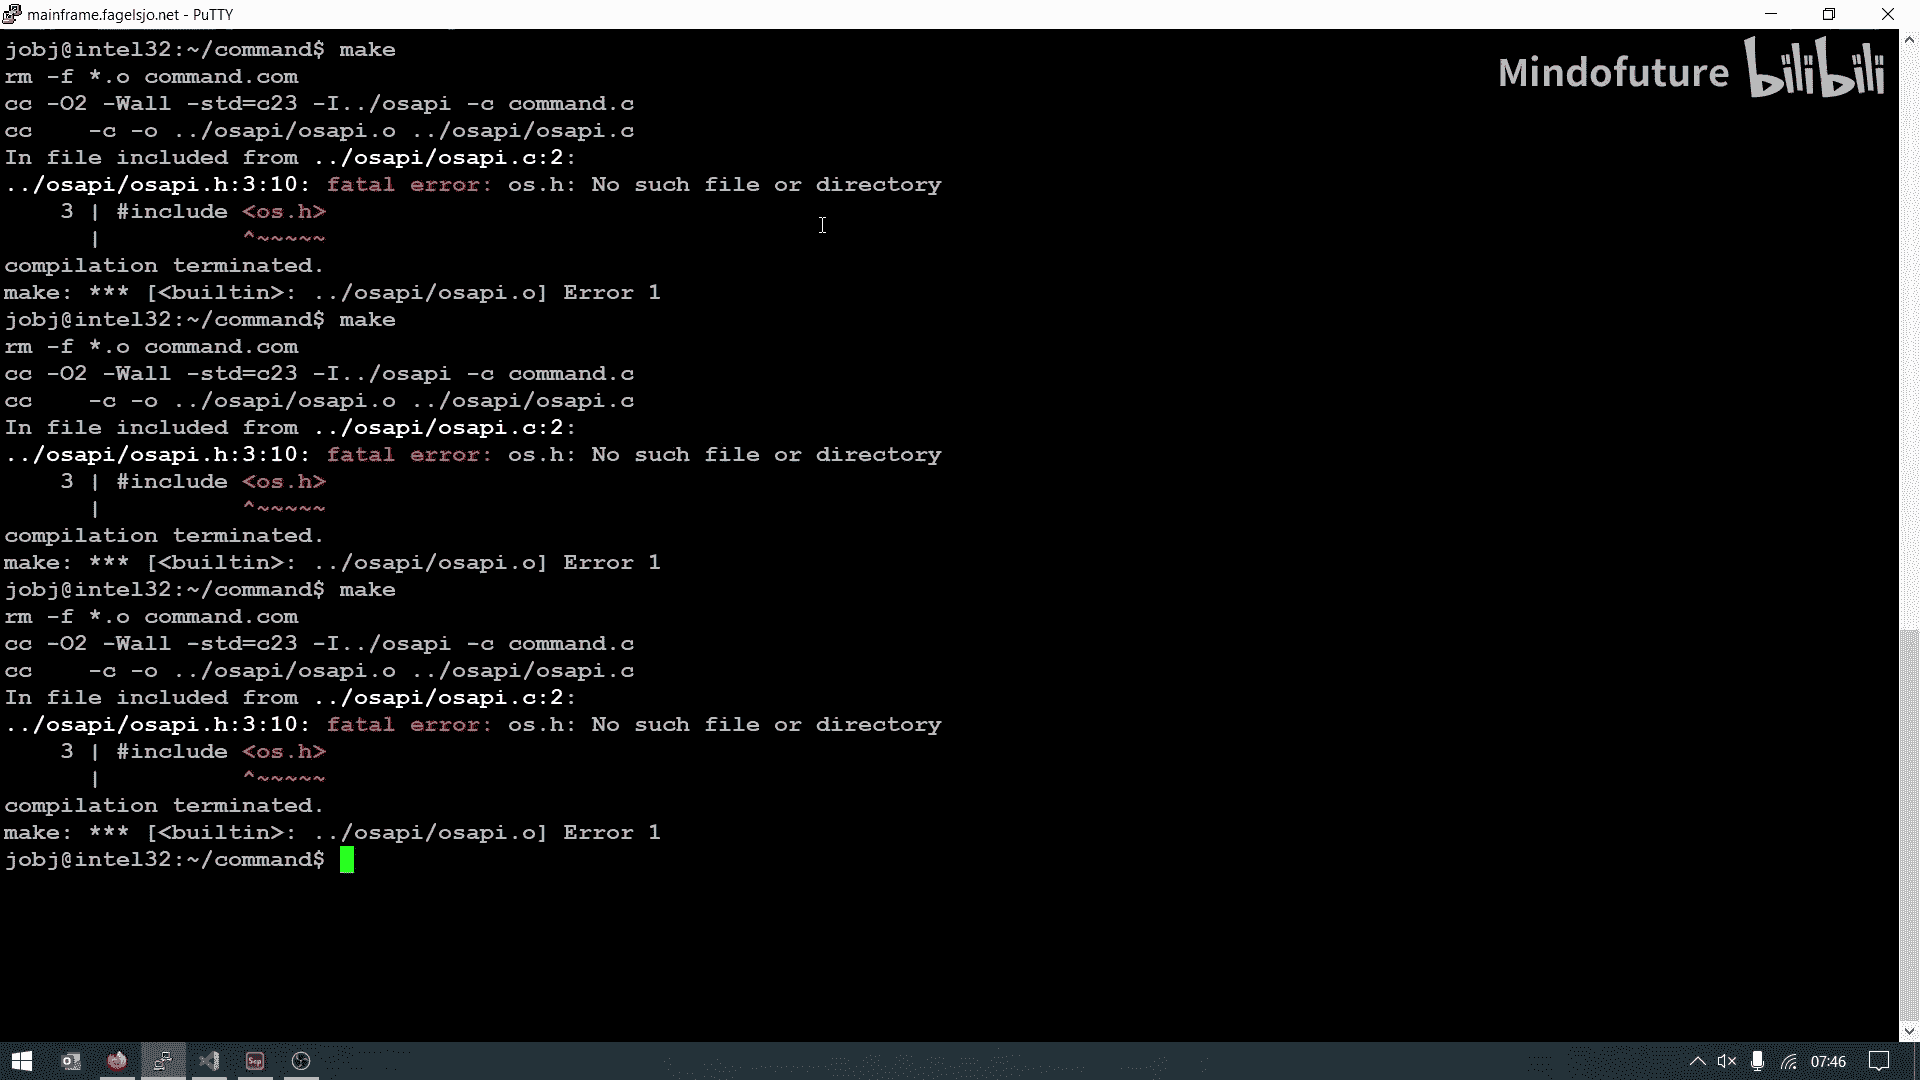 mainframe.fagelsjo.net - PuTTY
jobj@intel32:~/command$ make
rm -f *.o command.com
cc -O2 -Wall -std=c23 -I../osapi -c command.c
cc    -c -o ../osapi/osapi.o ../osapi/osapi.c
In file included from ../osapi/osapi.c:2:
../osapi/osapi.h:3:10: fatal error: os.h: No such file or directory
    3 | #include <os.h>
      |          ^~~~~~
compilation terminated.
make: *** [<builtin>: ../osapi/osapi.o] Error 1
jobj@intel32:~/command$ make
rm -f *.o command.com
cc -O2 -Wall -std=c23 -I../osapi -c command.c
cc    -c -o ../osapi/osapi.o ../osapi/osapi.c
In file included from ../osapi/osapi.c:2:
../osapi/osapi.h:3:10: fatal error: os.h: No such file or directory
    3 | #include <os.h>
      |          ^~~~~~
compilation terminated.
make: *** [<builtin>: ../osapi/osapi.o] Error 1
jobj@intel32:~/command$ make
rm -f *.o command.com
cc -O2 -Wall -std=c23 -I../osapi -c command.c
cc    -c -o ../osapi/osapi.o ../osapi/osapi.c
In file included from ../osapi/osapi.c:2:
../osapi/osapi.h:3:10: fatal error: os.h: No such file or directory
    3 | #include <os.h>
      |          ^~~~~~
compilation terminated.
make: *** [<builtin>: ../osapi/osapi.o] Error 1
jobj@intel32:~/command$
Mindofuture bilibili
07:46